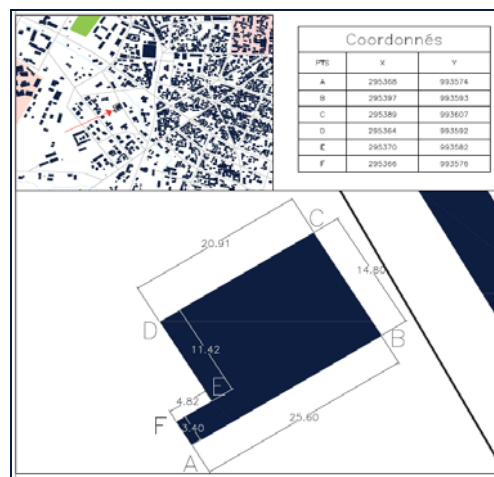 Coordonnés
PTS X Y
A 295368 993574
B 295397 993593
C 295389 993607
D 295364 993592
E 295370 993582
F 295366 993576
C
20.91
14.80
D
B
11.42
E
4.82
F
3.40
25.60
A